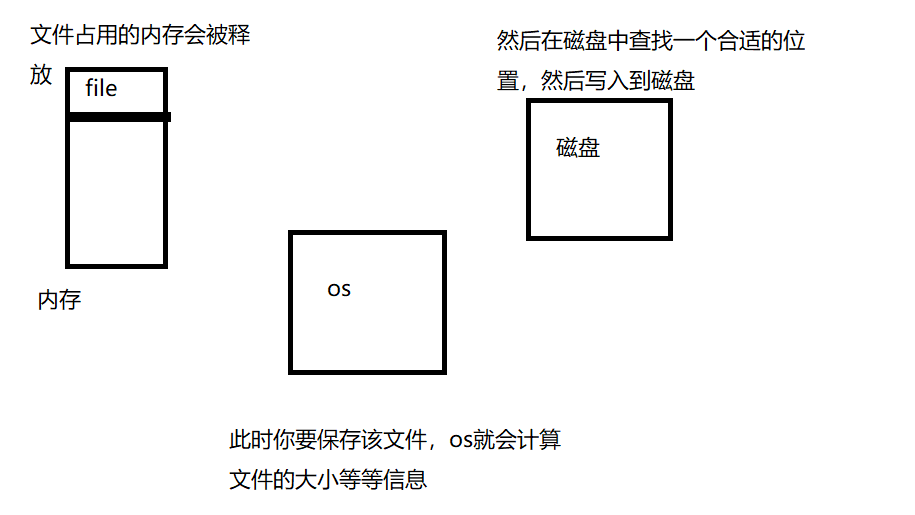 文件占用的内存会被释
放
file
内存
os
此时你要保存该文件，os就会计算
文件的大小等等信息
然后在磁盘中查找一个合适的位
置，然后写入到磁盘
磁盘